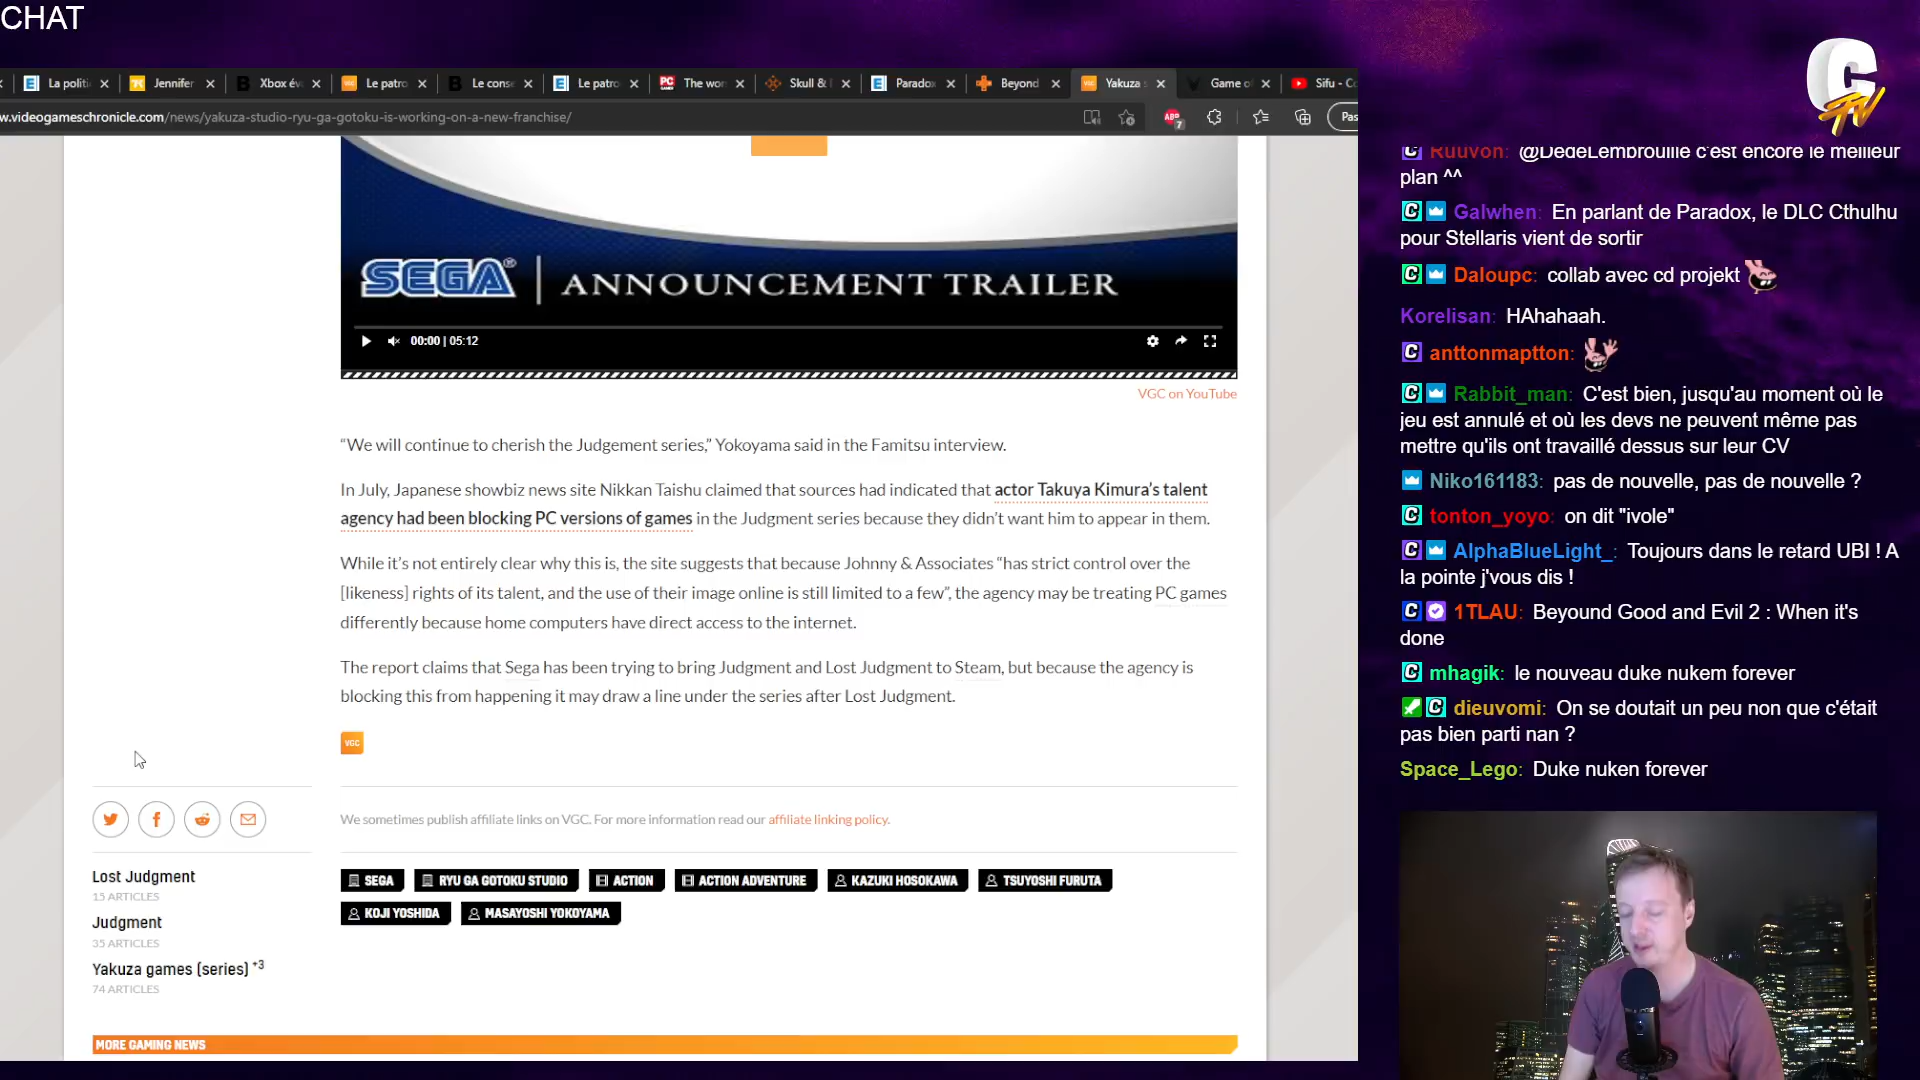 CHAT
La politi
Jennifer
Xbox év
Le patro
Le cons
Le patro
The wor
Skull &
Paradox
Beyond
Yakuza s
Game of
Sifu - C
w.videogameschronicle.com/news/yakuza-studio-ryu-ga-gotoku-is-working-on-a-new-franchise/
7
Pas
SEGA® | ANNOUNCEMENT TRAILER
00:00 | 05:12
VGC on YouTube
“We will continue to cherish the Judgement series,” Yokoyama said in the Famitsu interview.
In July, Japanese showbiz news site Nikkan Taishu claimed that sources had indicated that actor Takuya Kimura’s talent
agency had been blocking PC versions of games in the Judgment series because they didn’t want him to appear in them.
While it’s not entirely clear why this is, the site suggests that because Johnny & Associates “has strict control over the
[likeness] rights of its talent, and the use of their image online is still limited to a few”, the agency may be treating PC games
differently because home computers have direct access to the internet.
The report claims that Sega has been trying to bring Judgment and Lost Judgment to Steam, but because the agency is
blocking this from happening it may draw a line under the series after Lost Judgment.
VGC
We sometimes publish affiliate links on VGC. For more information read our affiliate linking policy.
Lost Judgment
15 ARTICLES
Judgment
35 ARTICLES
Yakuza games (series) +3
74 ARTICLES
SEGA
RYU GA GOTOKU STUDIO
ACTION
ACTION ADVENTURE
KAZUKI HOSOKAWA
TSUYOSHI FURUTA
KOJI YOSHIDA
MASAYOSHI YOKOYAMA
MORE GAMING NEWS
C TV
Ruuvon: @DedeLembrouille c'est encore le meilleur
plan ^^
Galwhen: En parlant de Paradox, le DLC Cthulhu
pour Stellaris vient de sortir
Daloupc: collab avec cd projekt
Korelisan: HAhahaah.
anttonmaptton:
Rabbit_man: C'est bien, jusqu'au moment où le
jeu est annulé et où les devs ne peuvent même pas
mettre qu'ils ont travaillé dessus sur leur CV
Niko161183: pas de nouvelle, pas de nouvelle ?
tonton_yoyo: on dit "ivole"
AlphaBlueLight_: Toujours dans le retard UBI ! A
la pointe j'vous dis !
1TLAU: Beyound Good and Evil 2 : When it's
done
mhagik: le nouveau duke nukem forever
dieuvomi: On se doutait un peu non que c'était
pas bien parti nan ?
Space_Lego: Duke nuken forever